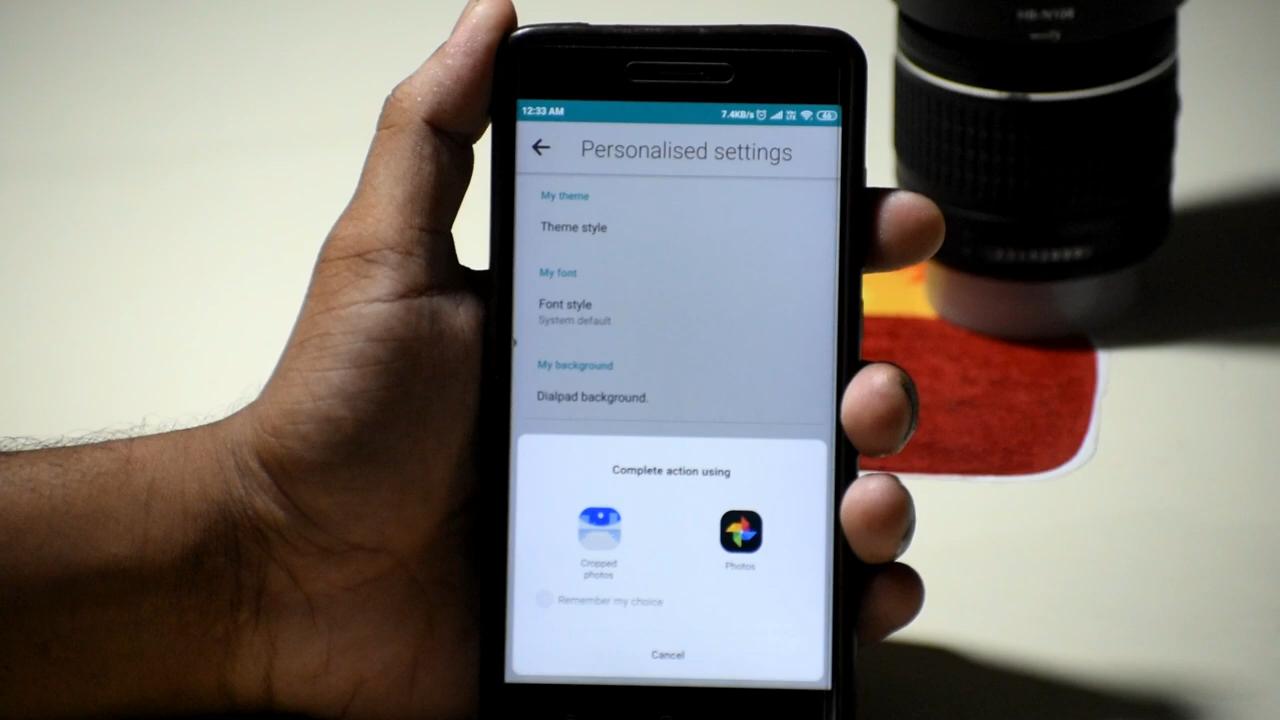 12:33 AM
7.4KB/s
Personalised settings
My theme
Theme style
My font
Font style
System default
My background
Dialpad background.
Complete action using
Cropped
photos
Photos
Remember my choice
Cancel